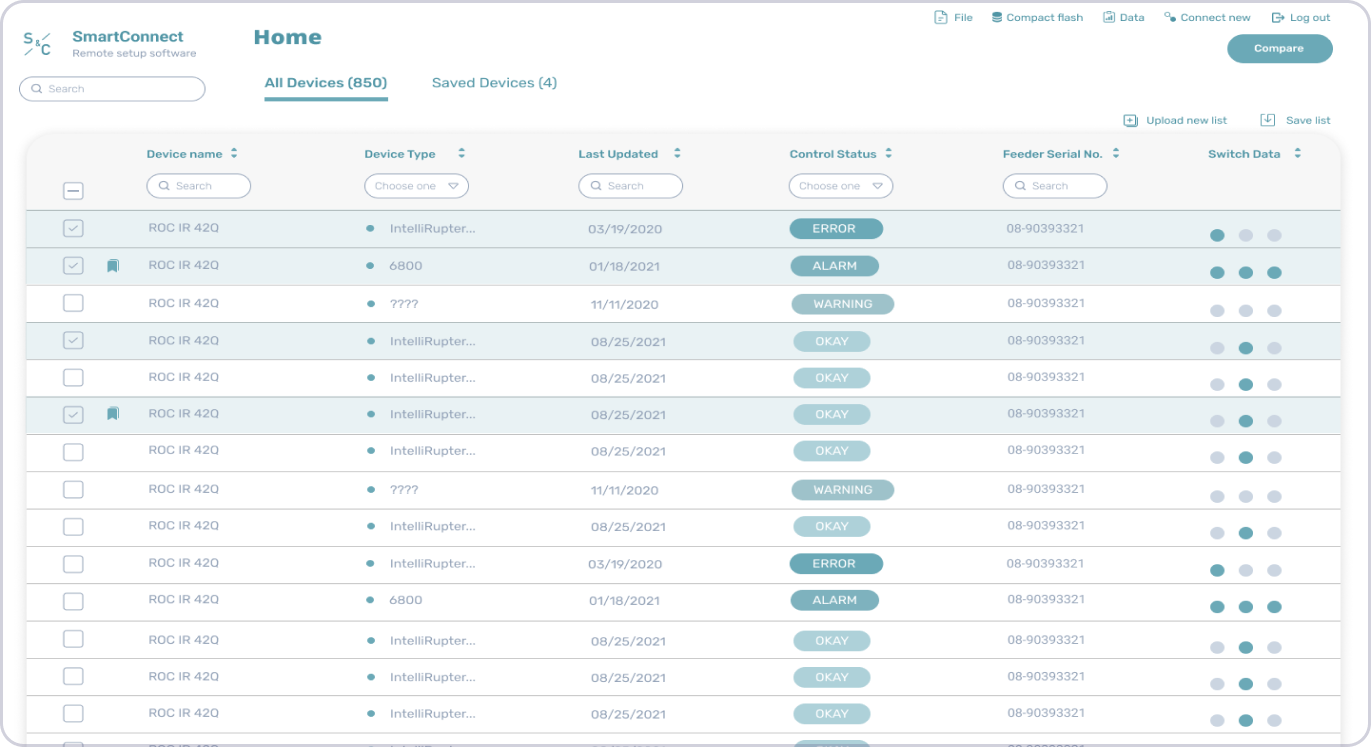 File Compact flash Data Connect new Log out
S&C SmartConnect Home
Remote setup software
Compare
Search All Devices (850) Saved Devices (4)
Upload new list Save list
Device name Device Type Last Updated Control Status Feeder Serial No. Switch Data
Search Choose one Search Choose one Search
ROC IR 42Q IntelliRupter... 03/19/2020 ERROR 08-90393321
ROC IR 42Q 6800 01/18/2021 ALARM 08-90393321
ROC IR 42Q ???? 11/11/2020 WARNING 08-90393321
ROC IR 42Q IntelliRupter... 08/25/2021 OKAY 08-90393321
ROC IR 42Q IntelliRupter... 08/25/2021 OKAY 08-90393321
ROC IR 42Q IntelliRupter... 08/25/2021 OKAY 08-90393321
ROC IR 42Q IntelliRupter... 08/25/2021 OKAY 08-90393321
ROC IR 42Q ???? 11/11/2020 WARNING 08-90393321
ROC IR 42Q IntelliRupter... 08/25/2021 OKAY 08-90393321
ROC IR 42Q IntelliRupter... 03/19/2020 ERROR 08-90393321
ROC IR 42Q 6800 01/18/2021 ALARM 08-90393321
ROC IR 42Q IntelliRupter... 08/25/2021 OKAY 08-90393321
ROC IR 42Q IntelliRupter... 08/25/2021 OKAY 08-90393321
ROC IR 42Q IntelliRupter... 08/25/2021 OKAY 08-90393321